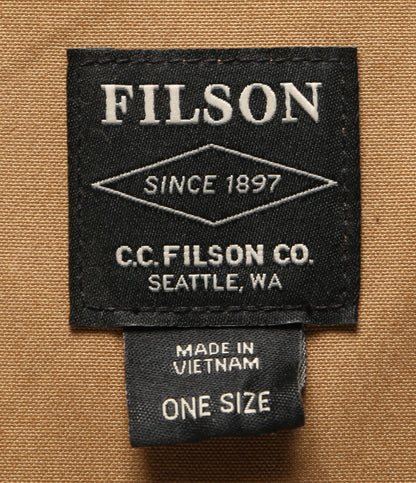 FILSON
SINCE 1897
C.C. FILSON CO.
SEATTLE, WA
MADE IN
VIETNAM
ONE SIZE